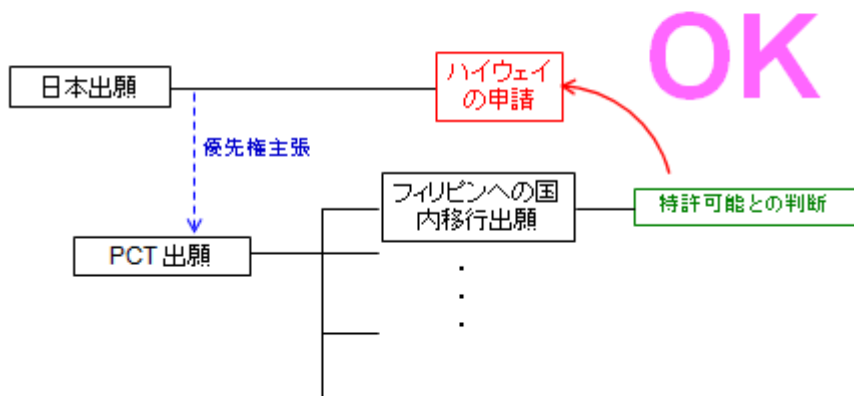 OK
日本出願
ハイウェイ
の申請
優先権主張
フィリピンへの国
内移行出願
特許可能との判断
PCT 出願